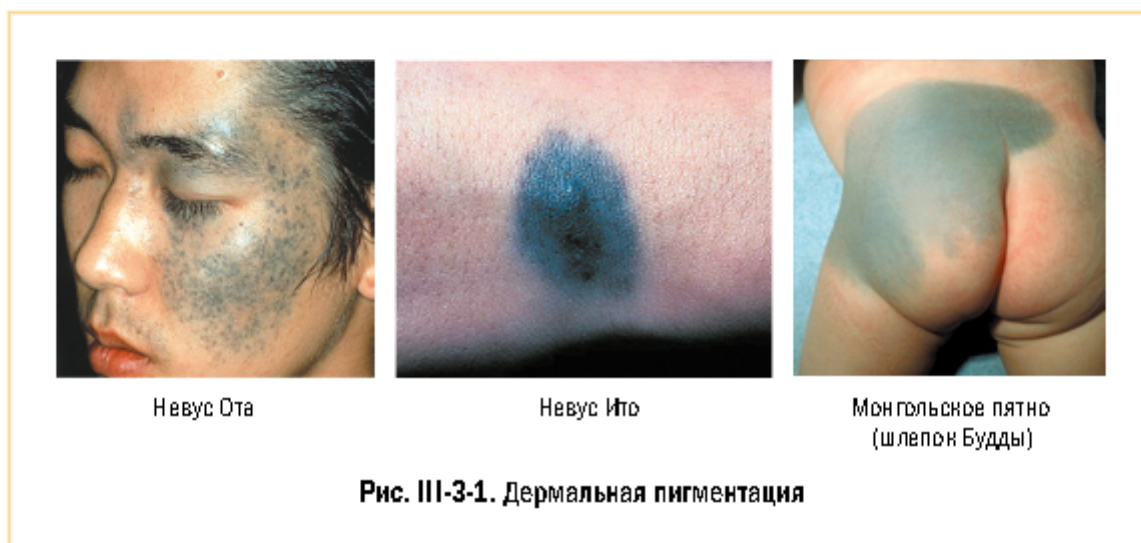 Невус Ота
Невус Ито
Монгольское пятно
(шлепок Будды)
Рис. III-3-1. Дермальная пигментация